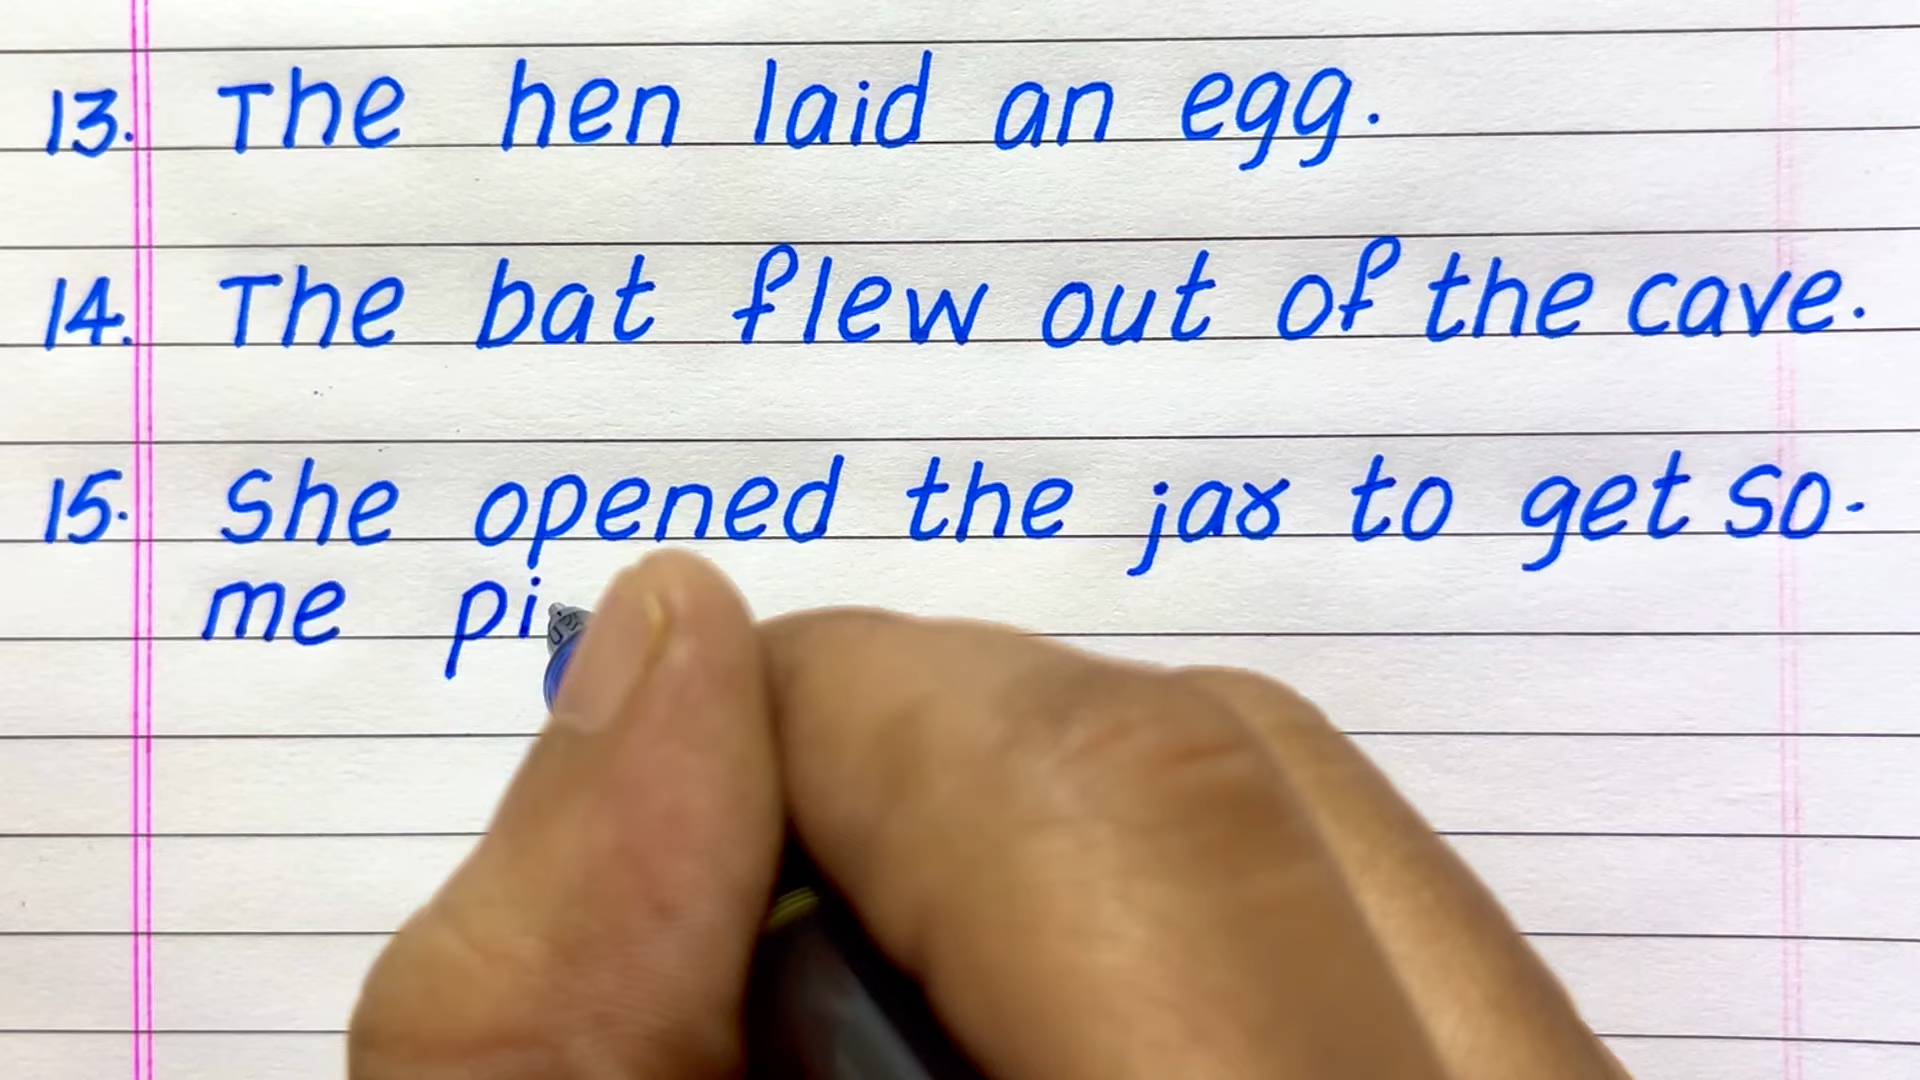 13. The hen laid an egg.
14. The bat flew out of the cave.
15. She opened the jar to get so-
me pi